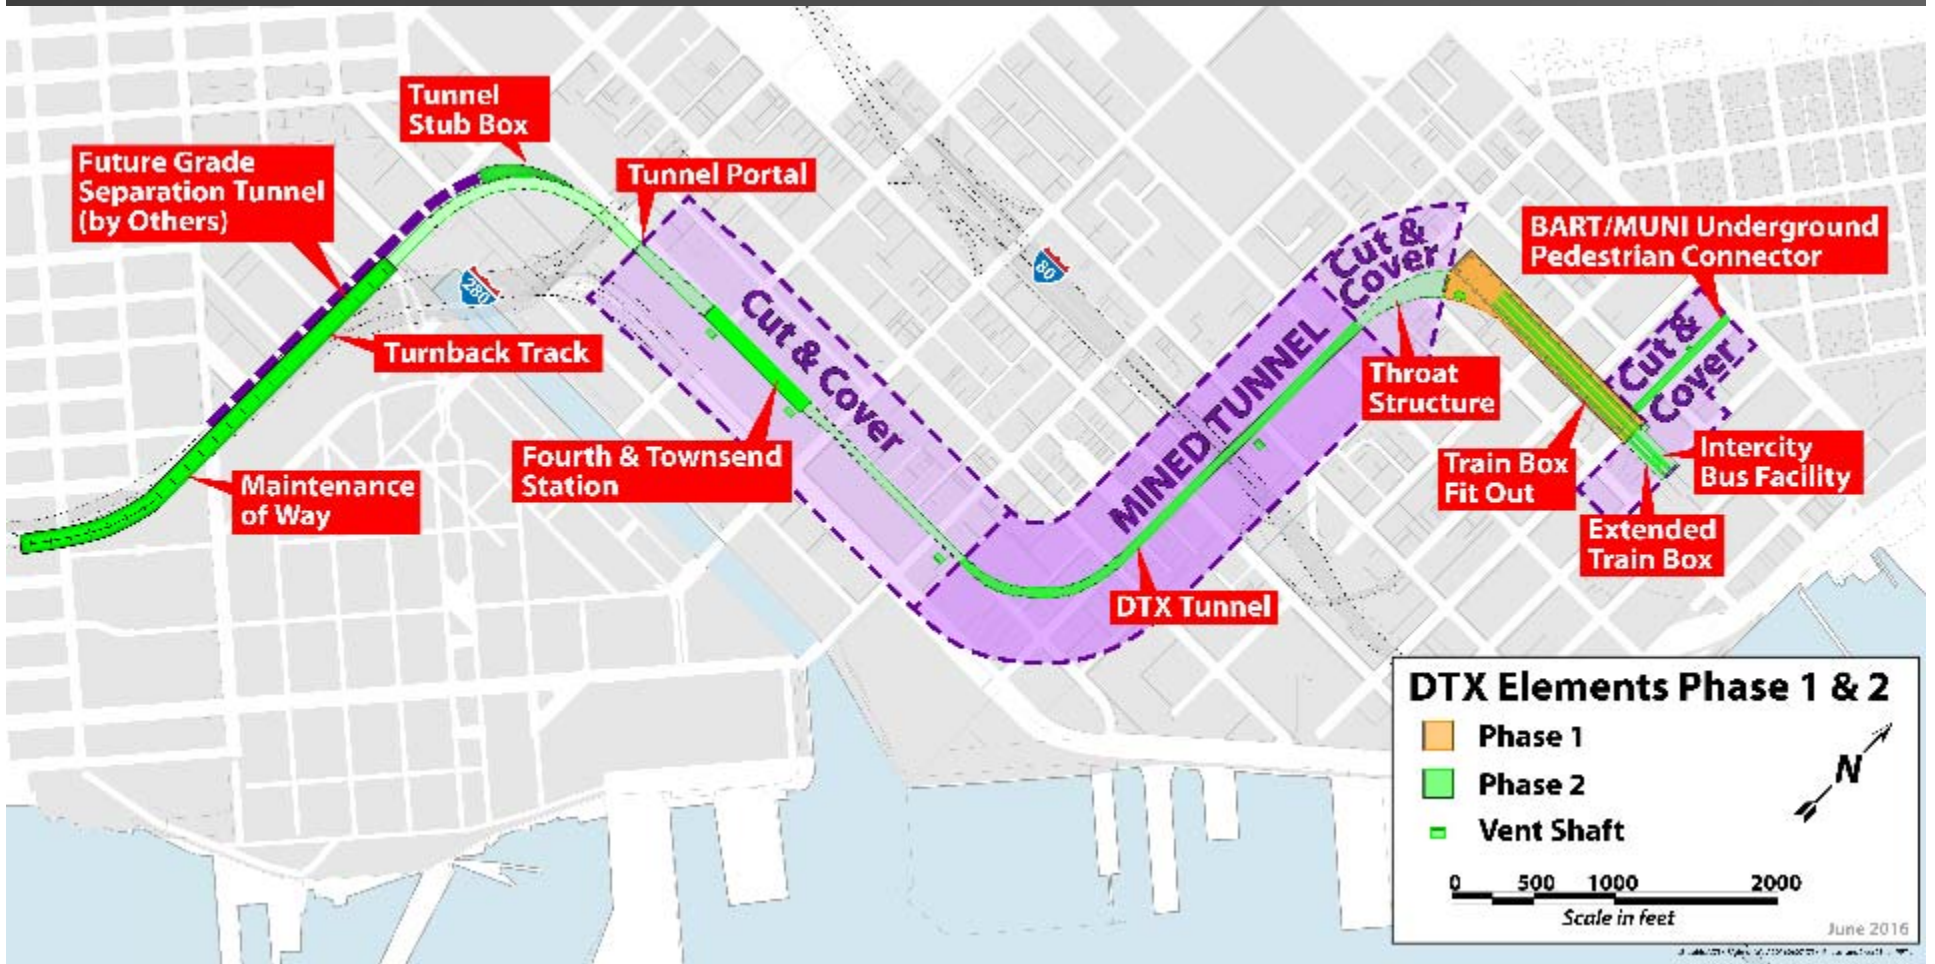 Tunnel
Stub Box
Future Grade
Separation Tunnel
(by Others)
Tunnel Portal
BART/MUNI Underground
Pedestrian Connector
280
80
Cut &
Cover
Turnback Track
Cut & Cover
MINED TUNNEL
Throat
Structure
Cut &
Cover
Fourth & Townsend
Station
Train Box
Fit Out
Intercity
Bus Facility
Maintenance
of Way
Extended
Train Box
DTX Tunnel
DTX Elements Phase 1 & 2
Phase 1
Phase 2
Vent Shaft
N
0 500 1000 2000
Scale in feet
June 2016